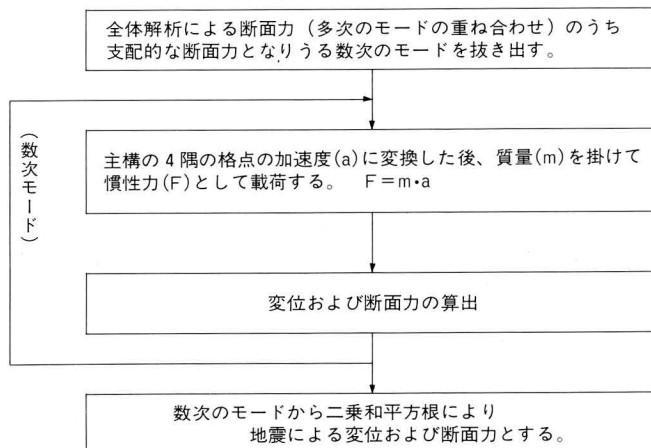 全体解析による断面力(多次のモードの重ね合わせ)のうち
支配的な断面力となりうる数次のモードを抜き出す。
(数次モード)
主構の4隅の格点の加速度(a)に変換した後、質量(m)を掛けて
慣性力(F)として載荷する。 F=m・a
変位および断面力の算出
数次のモードから二乗和平方根により
地震による変位および断面力とする。